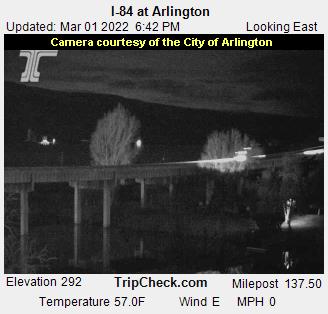 I-84 at Arlington
Updated: Mar 01 2022 6:42 PM Looking East
Camera courtesy of the City of Arlington
Elevation 292 TripCheck.com Milepost 137.50
Temperature 57.0F Wind E MPH 0